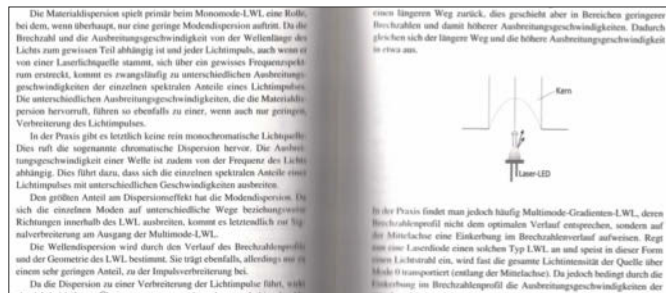 Die Materialdispersion spielt primär beim Monomode-LWL eine Rolle,
bei dem, wenn überhaupt, nur eine geringe Modendispersion auftritt. Da die
Brechzahl und die Ausbreitungsgeschwindigkeit von der Wellenlänge des
Lichts zum gewissen Teil abhängig ist und jeder Lichtimpuls, auch wenn er
von einer Laserlichtquelle stammt, sich über ein gewisses Frequenzspekt-
rum erstreckt, kommt es zwangsläufig zu unterschiedlichen Ausbreitungs-
geschwindigkeiten der einzelnen spektralen Anteile eines Lichtimpulses.
Die unterschiedlichen Ausbreitungsgeschwindigkeiten, die die Materialdis-
persion hervorruft, führen so ebenfalls zu einer, wenn auch nur geringen,
Verbreiterung des Lichtimpulses.
In der Praxis gibt es letztlich keine rein monochromatische Lichtquelle.
Dies ruft die sogenannte chromatische Dispersion hervor. Die Ausbrei-
tungsgeschwindigkeit einer Welle ist zudem von der Frequenz des Lichts
abhängig. Dies führt dazu, dass sich die einzelnen spektralen Anteile eines
Lichtimpulses mit unterschiedlichen Geschwindigkeiten ausbreiten.
Den größten Anteil am Dispersionseffekt hat die Modendispersion. Da
sich die einzelnen Moden auf unterschiedliche Wege beziehungsweise
Richtungen innerhalb des LWL ausbreiten, kommt es letztendlich zur Sig-
nalverbreiterung am Ausgang der Multimode-LWL.
Die Wellendispersion wird durch den Verlauf des Brechzahlenprofils
und der Geometrie des LWL bestimmt. Sie trägt ebenfalls, allerdings nur zu
einem sehr geringen Anteil, zu der Impulsverbreiterung bei.
Da die Dispersion zu einer Verbreiterung der Lichtimpulse führt, wirkt
einen längeren Weg zurück, dies geschieht aber in Bereichen geringerer
Brechzahlen und damit höherer Ausbreitungsgeschwindigkeiten. Dadurch
gleichen sich der längere Weg und die höhere Ausbreitungsgeschwindigkeit
in etwa aus.
Kern
Laser-LED
In der Praxis findet man jedoch häufig Multimode-Gradienten-LWL, deren
Brechzahlenprofil nicht dem optimalen Verlauf entsprechen, sondern auf
der Mittelachse eine Einkerbung im Brechzahlenverlauf aufweisen. Regt
nun eine Laserdiode einen solchen Typ LWL an und speist in dieser Form
einen Lichtstrahl ein, wird fast die gesamte Lichtintensität der Quelle über
Mode 0 transportiert (entlang der Mittelachse). Da jedoch bedingt durch die
Einkerbung im Brechzahlenprofil die Ausbreitungsgeschwindigkeiten der